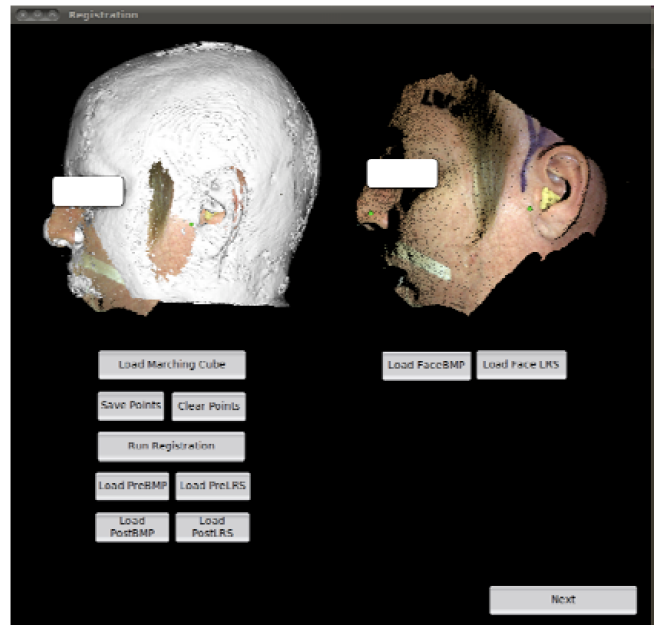 Registration
Load Marching Cube
Load FaceBMP
Load Face LRS
Save Points
Clear Points
Run Registration
Load PreBMP
Load PreLRS
Load
PostBMP
Load
PostLRS
Next